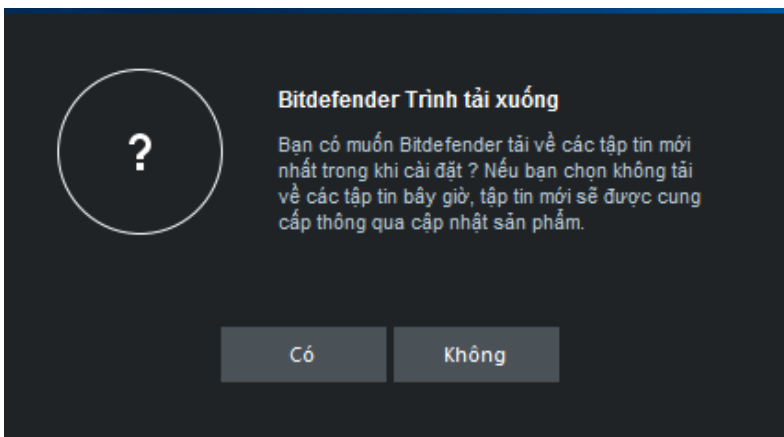 ?
Bitdefender Trình tải xuống
Bạn có muốn Bitdefender tải về các tập tin mới
nhất trong khi cài đặt ? Nếu bạn chọn không tải
về các tập tin bây giờ, tập tin mới sẽ được cung
cấp thông qua cập nhật sản phẩm.
Có
Không